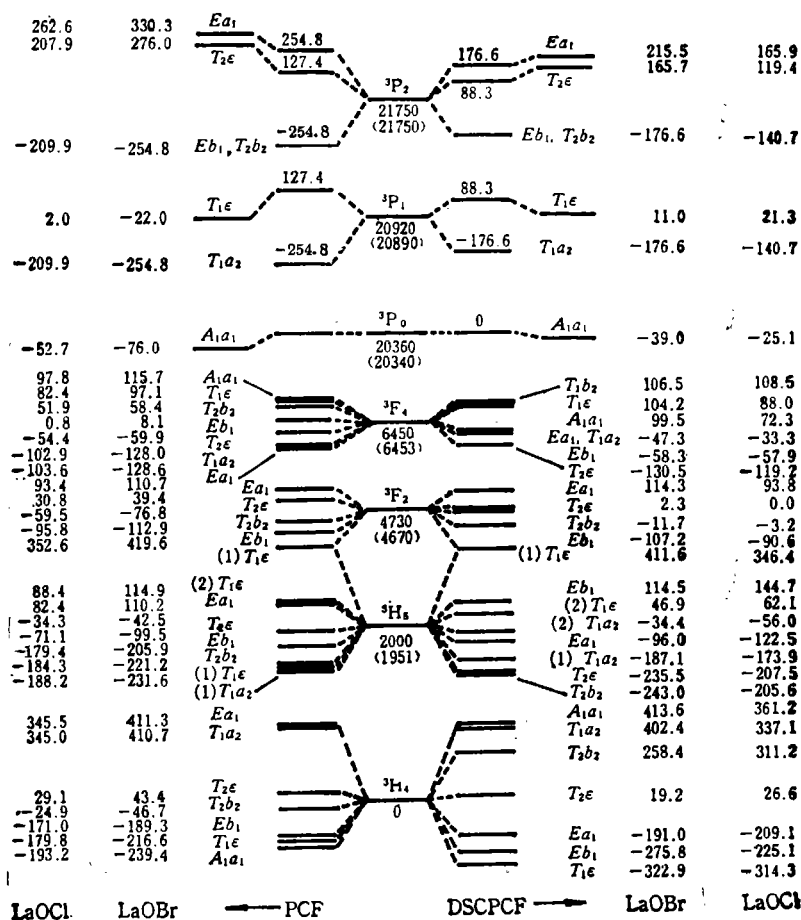 262.6 330.3 Ea₁ 254.8 176.6 Ea₁ 215.5 165.9
207.9 276.0 T₂ε 127.4 ³P₂ 88.3 T₂ε 165.7 119.4
21750
(21750)
−209.9 −254.8 Eb₁, T₂b₂ −254.8 Eb₁, T₂b₂ −176.6 −140.7
127.4 88.3
2.0 −22.0 T₁ε ³P₁ T₁ε 11.0 21.3
20920
(20890)
−209.9 −254.8 T₁a₂ −254.8 −176.6 T₁a₂ −176.6 −140.7
³P₀ 0
−52.7 −76.0 A₁a₁ 20360 A₁a₁ −39.0 −25.1
(20340)
97.8 115.7 A₁a₁ T₁b₂ 106.5 108.5
82.4 97.1 T₁ε T₁ε 104.2 88.0
51.9 58.4 T₂b₂ ³F₄ A₁a₁ 99.5 72.3
0.8 8.1 Eb₁ 6450 Ea₁, T₁a₂ −47.3 −33.3
−54.4 −59.9 T₂ε (6453) Eb₁ −58.3 −57.9
−102.9 −128.0 T₁a₂ T₂ε −130.5 −119.2
−103.6 −128.6 Ea₁
93.4 110.7 Ea₁ ³F₂ Ea₁ 114.3 93.8
30.8 39.4 T₂ε T₂ε 2.3 0.0
−59.5 −76.8 T₂b₂ 4730 T₂b₂ −11.7 −3.2
−95.8 −112.9 Eb₁ (4670) Eb₁ −107.2 −90.6
352.6 419.6 (1) T₁ε (1) T₁ε 411.6 346.4
88.4 114.9 (2) T₁ε Eb₁ 114.5 144.7
82.4 110.2 Ea₁ (2) T₁ε 46.9 62.1
−34.3 −42.5 T₂ε ³H₅ (2) T₁a₂ −34.4 −56.0
−71.1 −99.5 Eb₁ 2000 Ea₁ −96.0 −122.5
−179.4 −205.9 T₂b₂ (1951) (1) T₁a₂ −187.1 −173.9
−184.3 −221.2 (1) T₁ε T₂ε −235.5 −207.5
−188.2 −231.6 (1) T₁a₂ T₂b₂ −243.0 −205.6
345.5 411.3 Ea₁ A₁a₁ 413.6 361.2
345.0 410.7 T₁a₂ T₁a₂ 402.4 337.1
T₂b₂ 258.4 311.2
29.1 43.4 T₂ε ³H₄ T₂ε 19.2 26.6
−24.9 −46.7 T₂b₂ 0
−171.0 −189.3 Eb₁ Ea₁ −191.0 −209.1
−179.8 −216.6 T₁ε Eb₁ −275.8 −225.1
−193.2 −239.4 A₁a₁ T₁ε −322.9 −314.3
LaOCl LaOBr ← PCF DSCPCF → LaOBr LaOCl